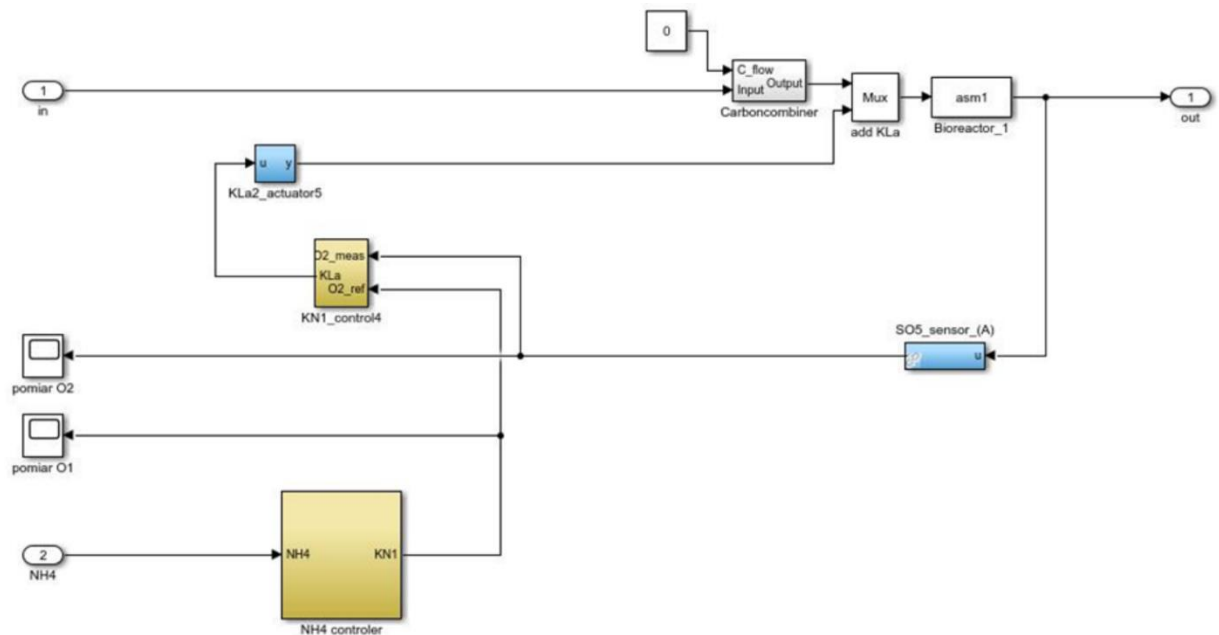 0
1
in
C_flow
Input
Output
Carboncombiner
Mux
add KLa
asm1
Bioreactor_1
1
out
u y
KLa2_actuator5
O2_meas
KLa
O2_ref
KN1_control4
SO5_sensor_(A)
u
pomiar O2
pomiar O1
2
NH4
NH4 KN1
NH4 controler